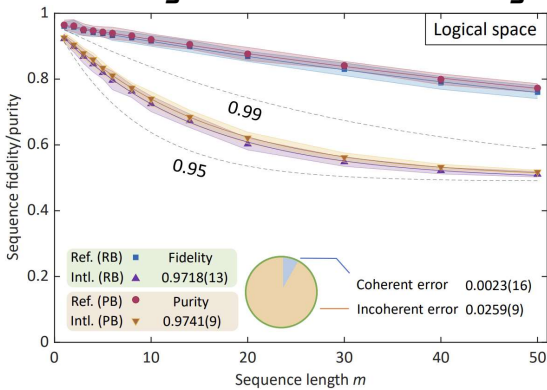 Logical space
Sequence fidelity/purity
1
0.8
0.6
0.4
0.2
0
0.99
0.95
Ref. (RB) Fidelity
Intl. (RB) 0.9718(13)
Ref. (PB) Purity
Intl. (PB) 0.9741(9)
Coherent error 0.0023(16)
Incoherent error 0.0259(9)
0 10 20 30 40 50
Sequence length m